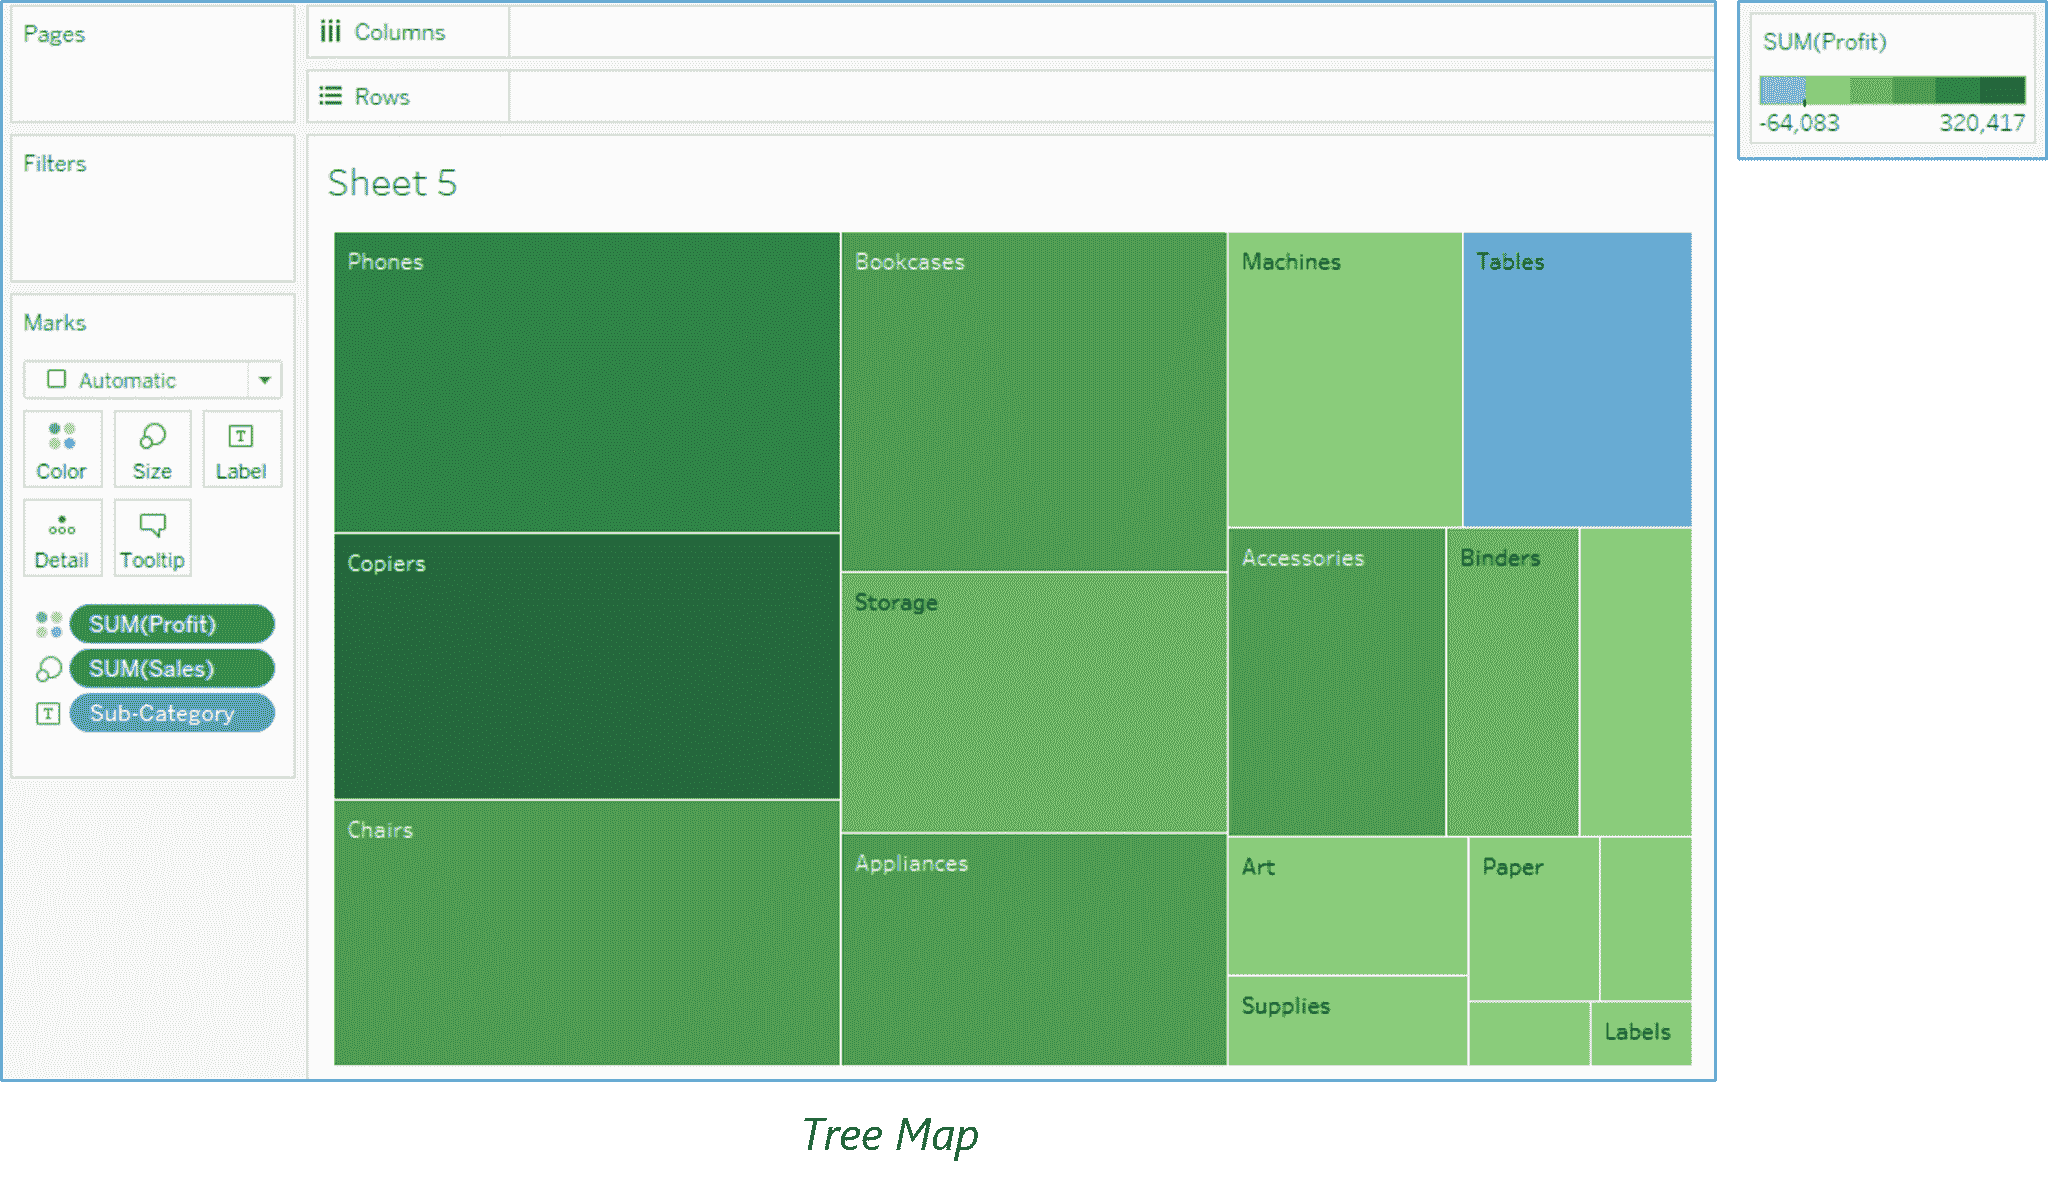 Pages
Columns
Rows
Filters
Marks
Automatic
Color
Size
T
Label
Detail
Tooltip
SUM(Profit)
SUM(Sales)
T
Sub-Category
Sheet 5
Phones
Bookcases
Machines
Tables
Copiers
Storage
Accessories
Binders
Chairs
Appliances
Art
Paper
Supplies
Labels
SUM(Profit)
-64,083
320,417
Tree Map